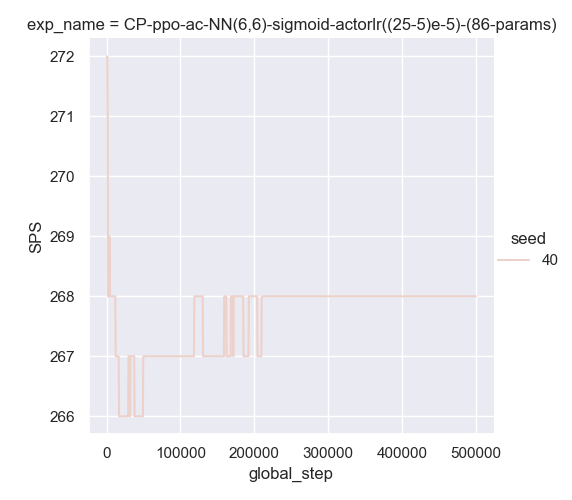 exp_name = CP-ppo-ac-NN(6,6)-sigmoid-actorlr((25-5)e-5)-(86-params)
272
271
270
269
268
267
266
SPS
0 100000 200000 300000 400000 500000
global_step
seed
40